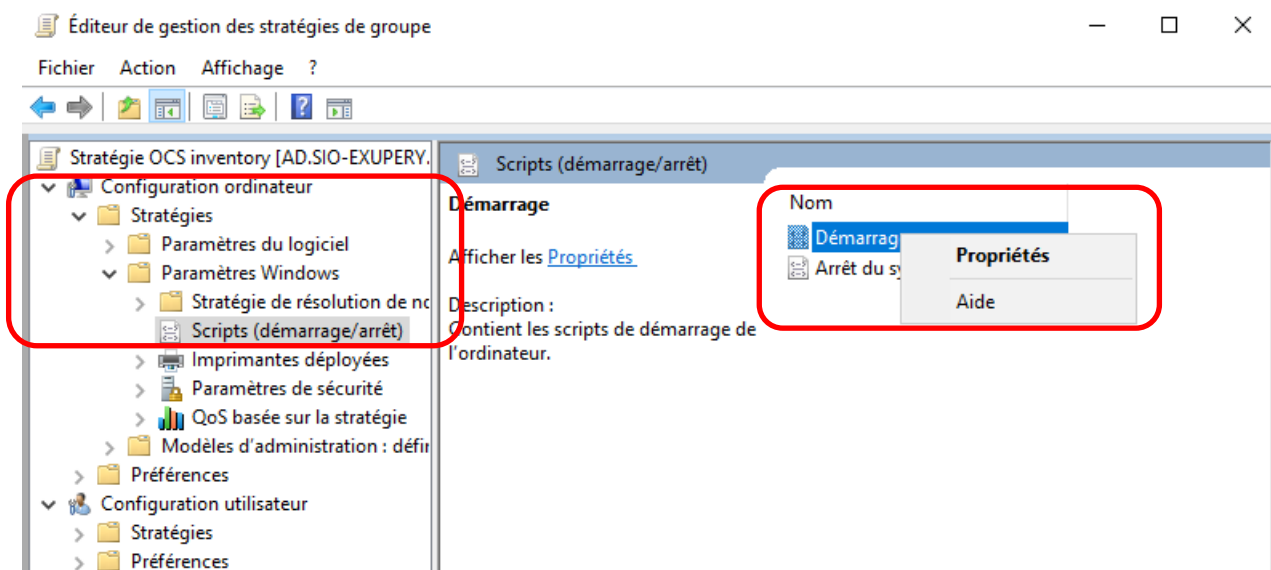 Éditeur de gestion des stratégies de groupe
Fichier Action Affichage ?
Stratégie OCS inventory [AD.SIO-EXUPERY.
Configuration ordinateur
Stratégies
Paramètres du logiciel
Paramètres Windows
Stratégie de résolution de nc
Scripts (démarrage/arrêt)
Imprimantes déployées
Paramètres de sécurité
QoS basée sur la stratégie
Modèles d'administration : défin
Préférences
Configuration utilisateur
Stratégies
Préférences
Scripts (démarrage/arrêt)
Démarrage
Afficher les Propriétés
Description :
Contient les scripts de démarrage de
l'ordinateur.
Nom
Démarrag
Arrêt du sy
Propriétés
Aide